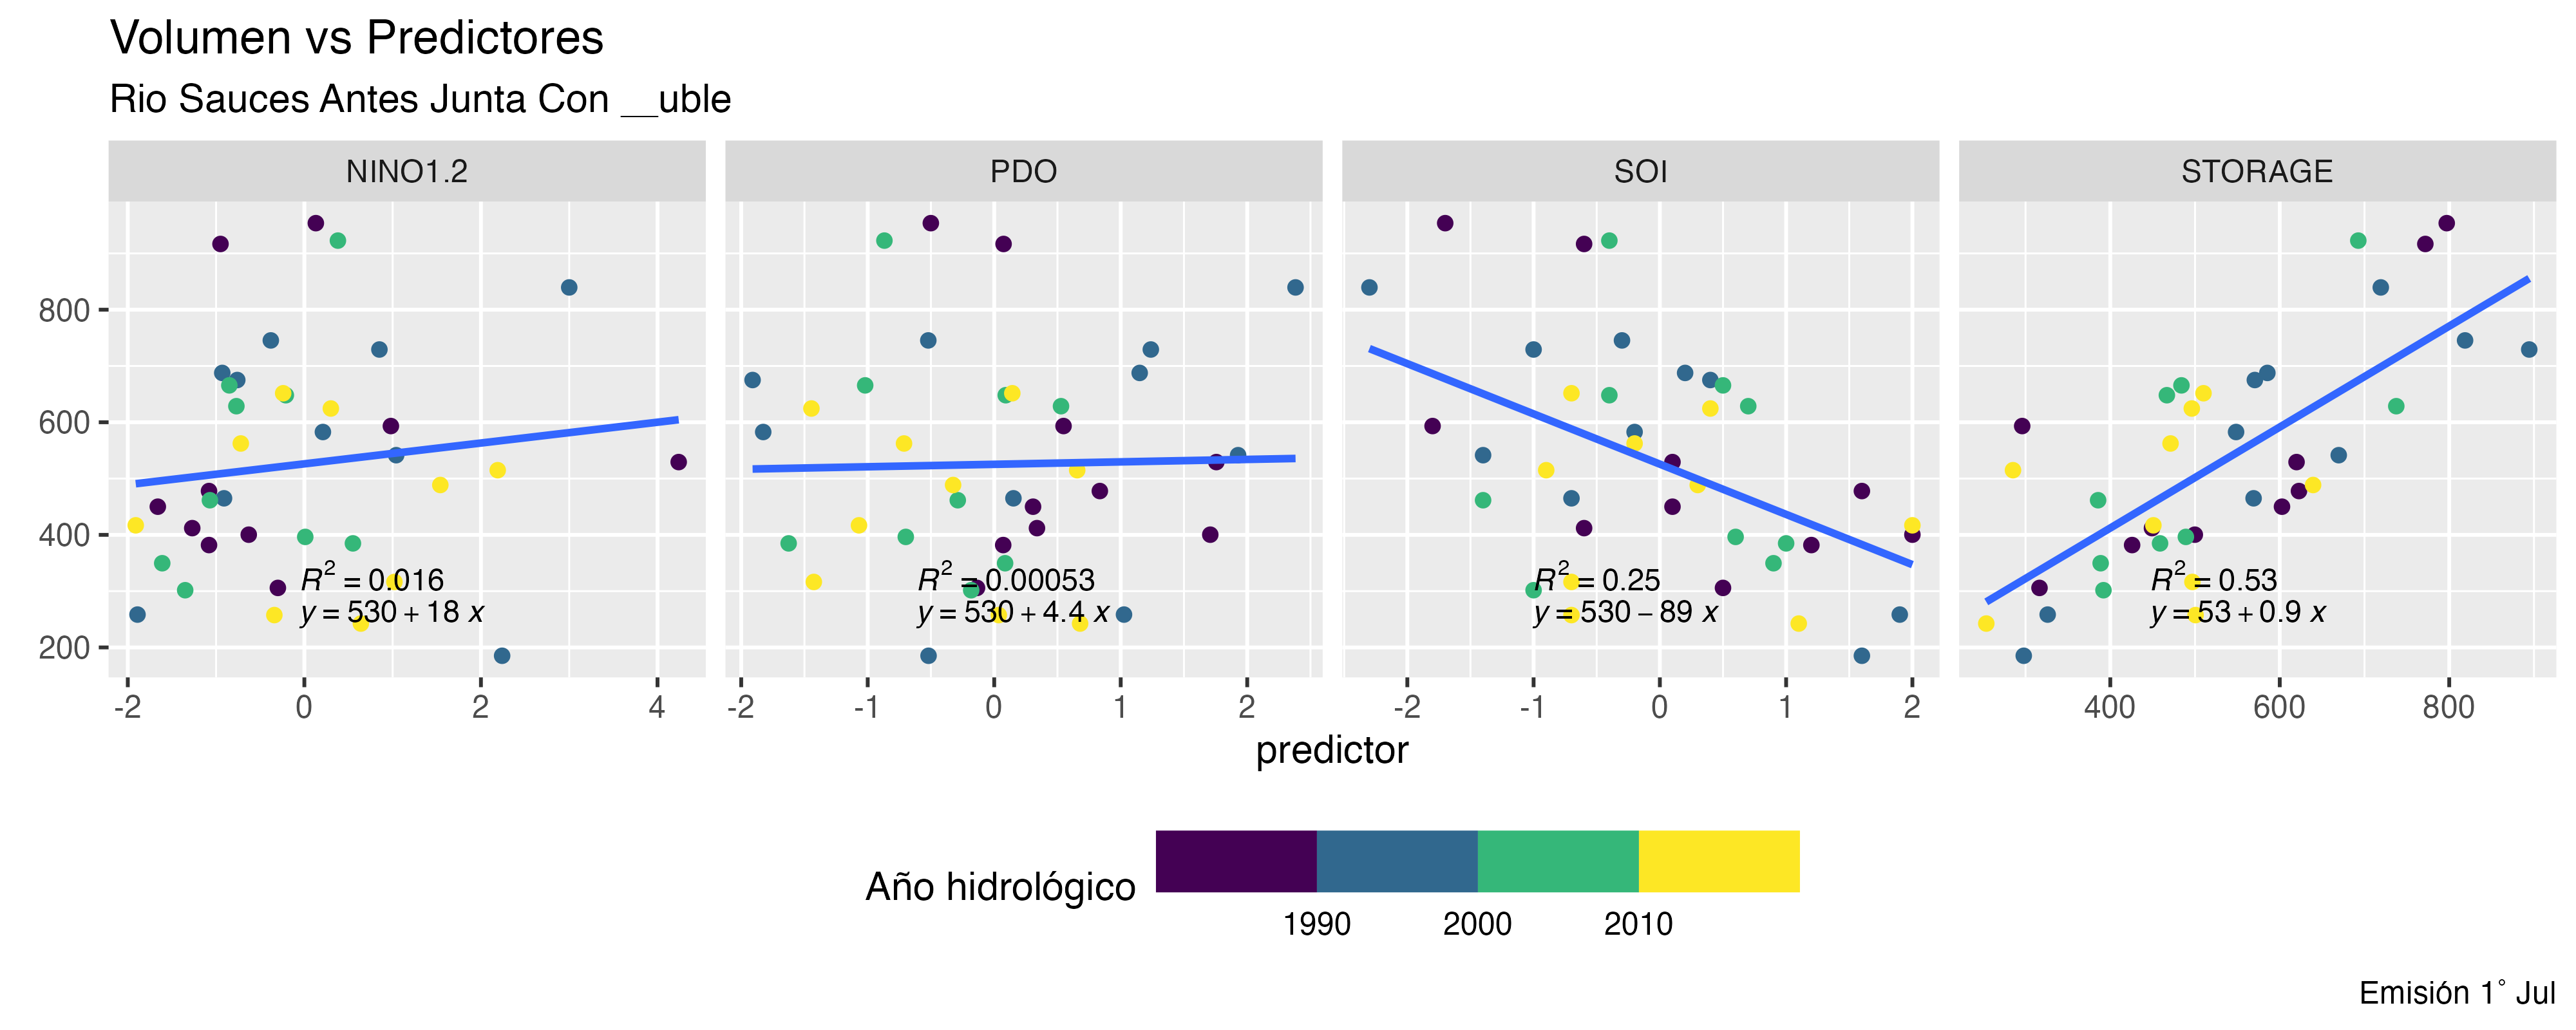 Volumen vs Predictores
Rio Sauces Antes Junta Con __uble
NINO1.2 PDO SOI STORAGE
800
600
400
200
R² = 0.016
y = 530 + 18 x
R² = 0.00053
y = 530 + 4.4 x
R² = 0.25
y = 530 − 89 x
R² = 0.53
y = 53 + 0.9 x
-2 0 2 4 -2 -1 0 1 2 -2 -1 0 1 2 400 600 800
predictor
Año hidrológico
1990 2000 2010
Emisión 1° Jul